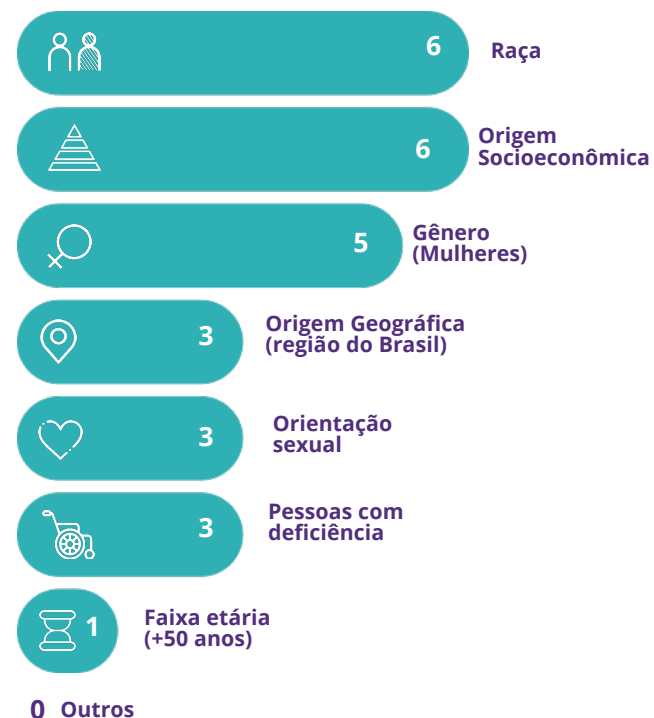 6 Raça
6 Origem
Socioeconômica
5 Gênero
(Mulheres)
3 Origem Geográfica
(região do Brasil)
3 Orientação
sexual
3 Pessoas com
deficiência
1 Faixa etária
(+50 anos)
0 Outros